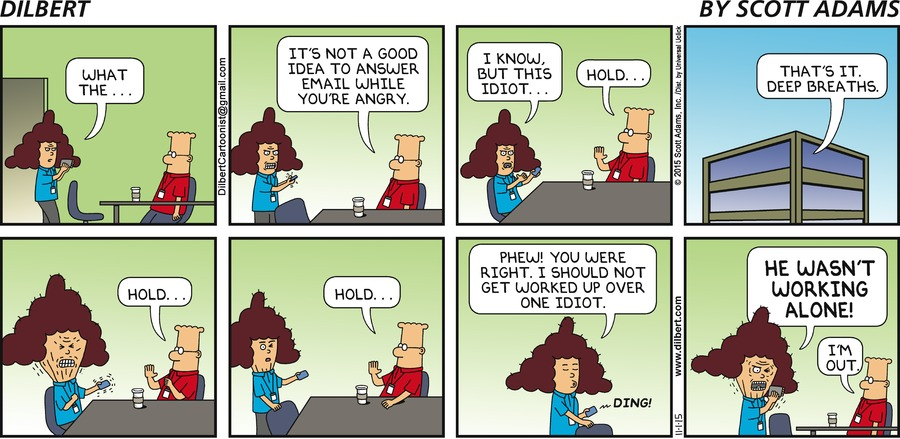 DILBERT
BY SCOTT ADAMS
WHAT
THE...
DilbertCartoonist@gmail.com
IT'S NOT A GOOD
IDEA TO ANSWER
EMAIL WHILE
YOU'RE ANGRY.
I KNOW,
BUT THIS
IDIOT...
HOLD...
© 2015 Scott Adams, Inc. /Dist. by Universal Uclick
THAT'S IT.
DEEP BREATHS.
HOLD...
HOLD...
PHEW! YOU WERE
RIGHT. I SHOULD NOT
GET WORKED UP OVER
ONE IDIOT.
DING!
www.dilbert.com
11-1-15
HE WASN'T
WORKING
ALONE!
I'M
OUT.